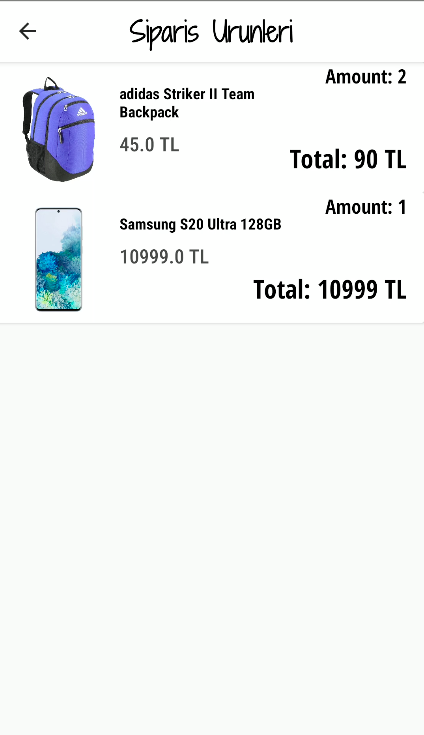 Siparis Urunleri
Amount: 2
adidas Striker II Team
Backpack
45.0 TL
Total: 90 TL
Amount: 1
Samsung S20 Ultra 128GB
10999.0 TL
Total: 10999 TL